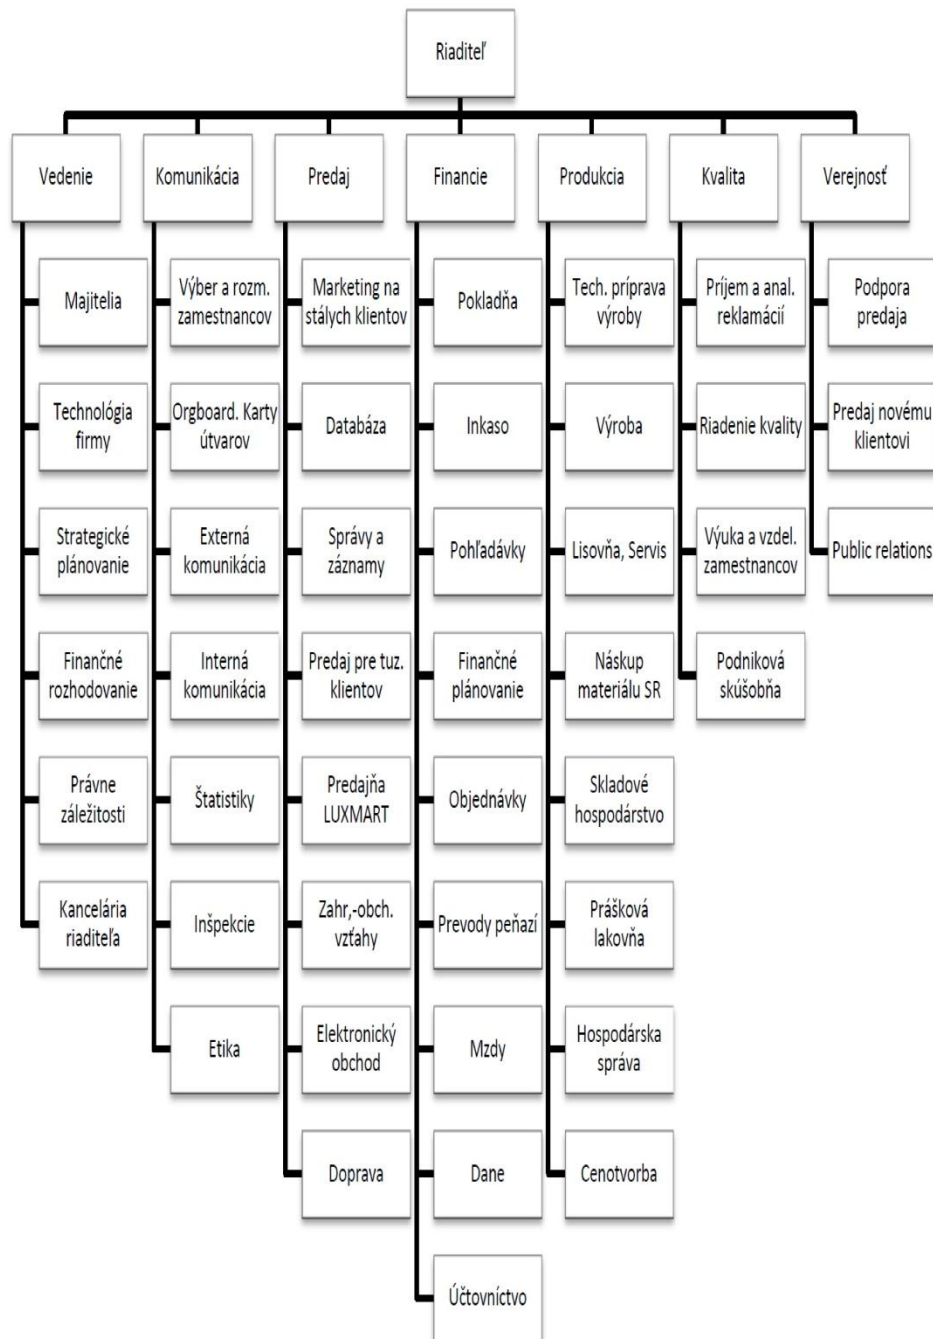 Riaditeľ
Vedenie
Komunikácia
Predaj
Financie
Produkcia
Kvalita
Verejnosť
Majitelia
Technológia
firmy
Strategické
plánovanie
Finančné
rozhodovanie
Právne
záležitosti
Kancelária
riaditeľa
Výber a rozm.
zamestnancov
Orgboard. Karty
útvarov
Externá
komunikácia
Interná
komunikácia
Štatistiky
Inšpekcie
Etika
Marketing na
stálych klientov
Databáza
Správy a
záznamy
Predaj pre tuz.
klientov
Predajňa
LUXMART
Zahr,-obch.
vzťahy
Elektronický
obchod
Doprava
Pokladňa
Inkaso
Pohľadávky
Finančné
plánovanie
Objednávky
Prevody peňazí
Mzdy
Dane
Účtovníctvo
Tech. príprava
výroby
Výroba
Lisovňa, Servis
Náskup
materiálu SR
Skladové
hospodárstvo
Prášková
lakovňa
Hospodárska
správa
Cenotvorba
Príjem a anal.
reklamácií
Riadenie kvality
Výuka a vzdel.
zamestnancov
Podniková
skúšobňa
Podpora
predaja
Predaj novému
klientovi
Public relations